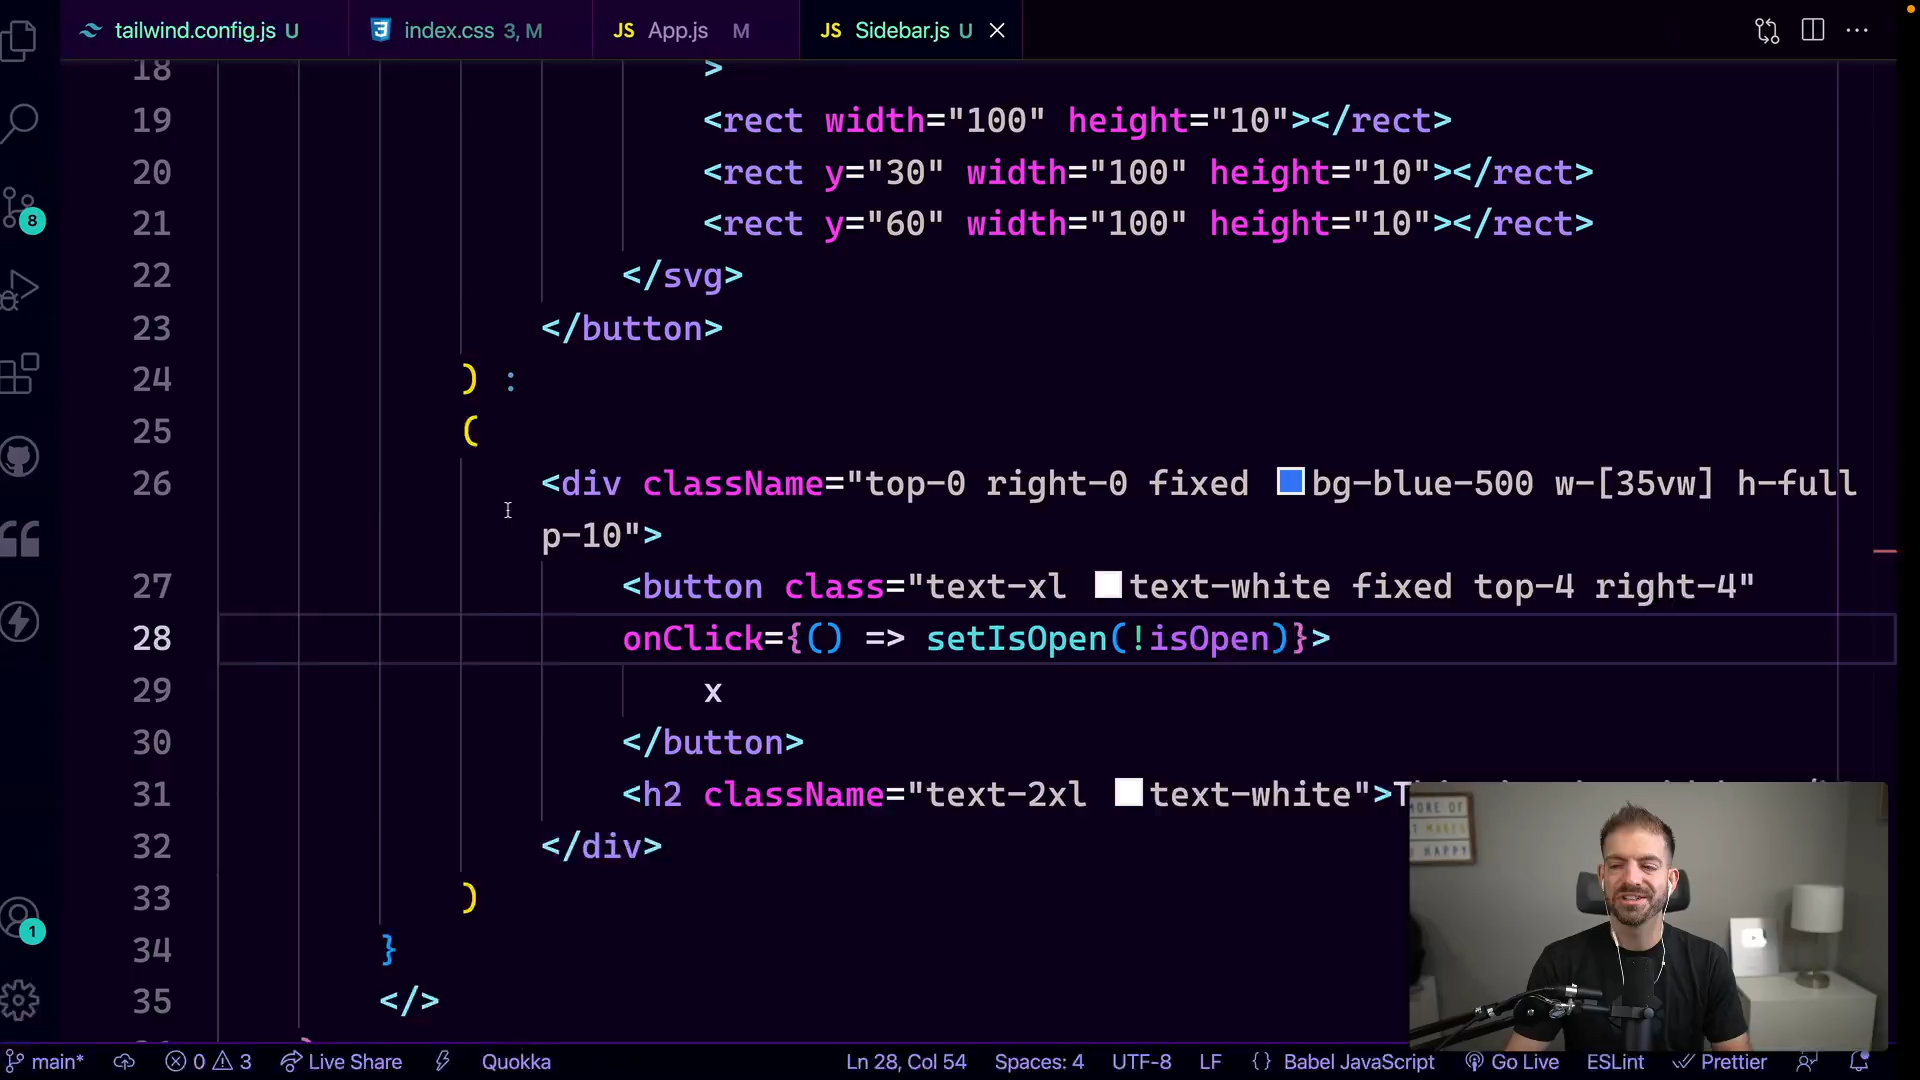 tailwind.config.js U
index.css 3, M
JS App.js M
JS Sidebar.js U
18 >
19 <rect width="100" height="10"></rect>
20 <rect y="30" width="100" height="10"></rect>
21 <rect y="60" width="100" height="10"></rect>
22 </svg>
23 </button>
24 ) :
25 (
26 <div className="top-0 right-0 fixed bg-blue-500 w-[35vw] h-full
p-10">
27 <button class="text-xl text-white fixed top-4 right-4"
28 onClick={() => setIsOpen(!isOpen)}>
29 x
30 </button>
31 <h2 className="text-2xl text-white">
32 </div>
33 )
34 }
35 </>
8
1
MORE OF
MAKES
HAPPY
main* 0 3 Live Share Quokka Ln 28, Col 54 Spaces: 4 UTF-8 LF {} Babel JavaScript Go Live ESLint Prettier